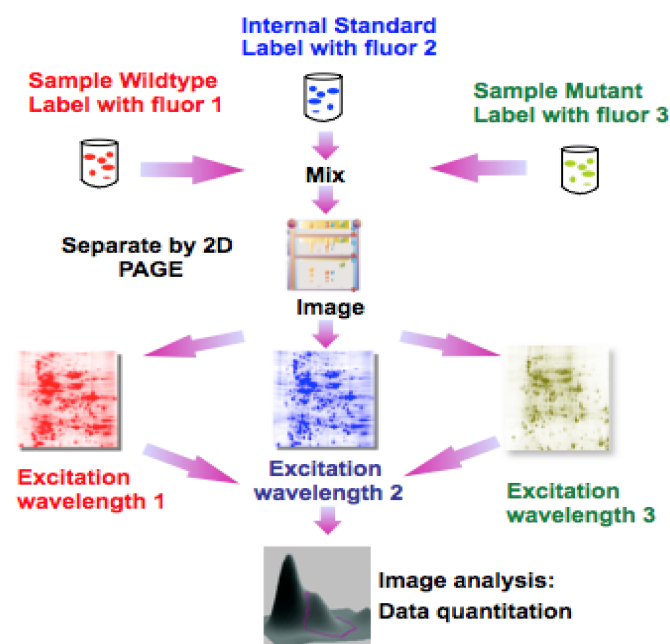 Internal Standard
Label with fluor 2
Sample Wildtype
Label with fluor 1
Sample Mutant
Label with fluor 3
Mix
Separate by 2D
PAGE
Image
Excitation
wavelength 1
Excitation
wavelength 2
Excitation
wavelength 3
Image analysis:
Data quantitation